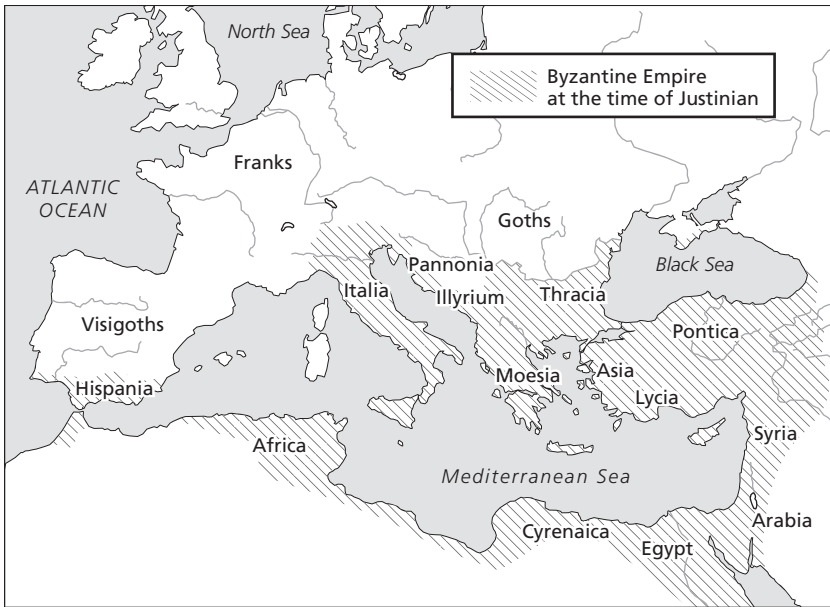 North Sea
Byzantine Empire
at the time of Justinian
Franks
ATLANTIC
OCEAN
Goths
Black Sea
Pannonia
Italia
Illyrium
Thracia
Visigoths
Pontica
Hispania
Moesia
Asia
Lycia
Africa
Syria
Mediterranean Sea
Cyrenaica
Arabia
Egypt